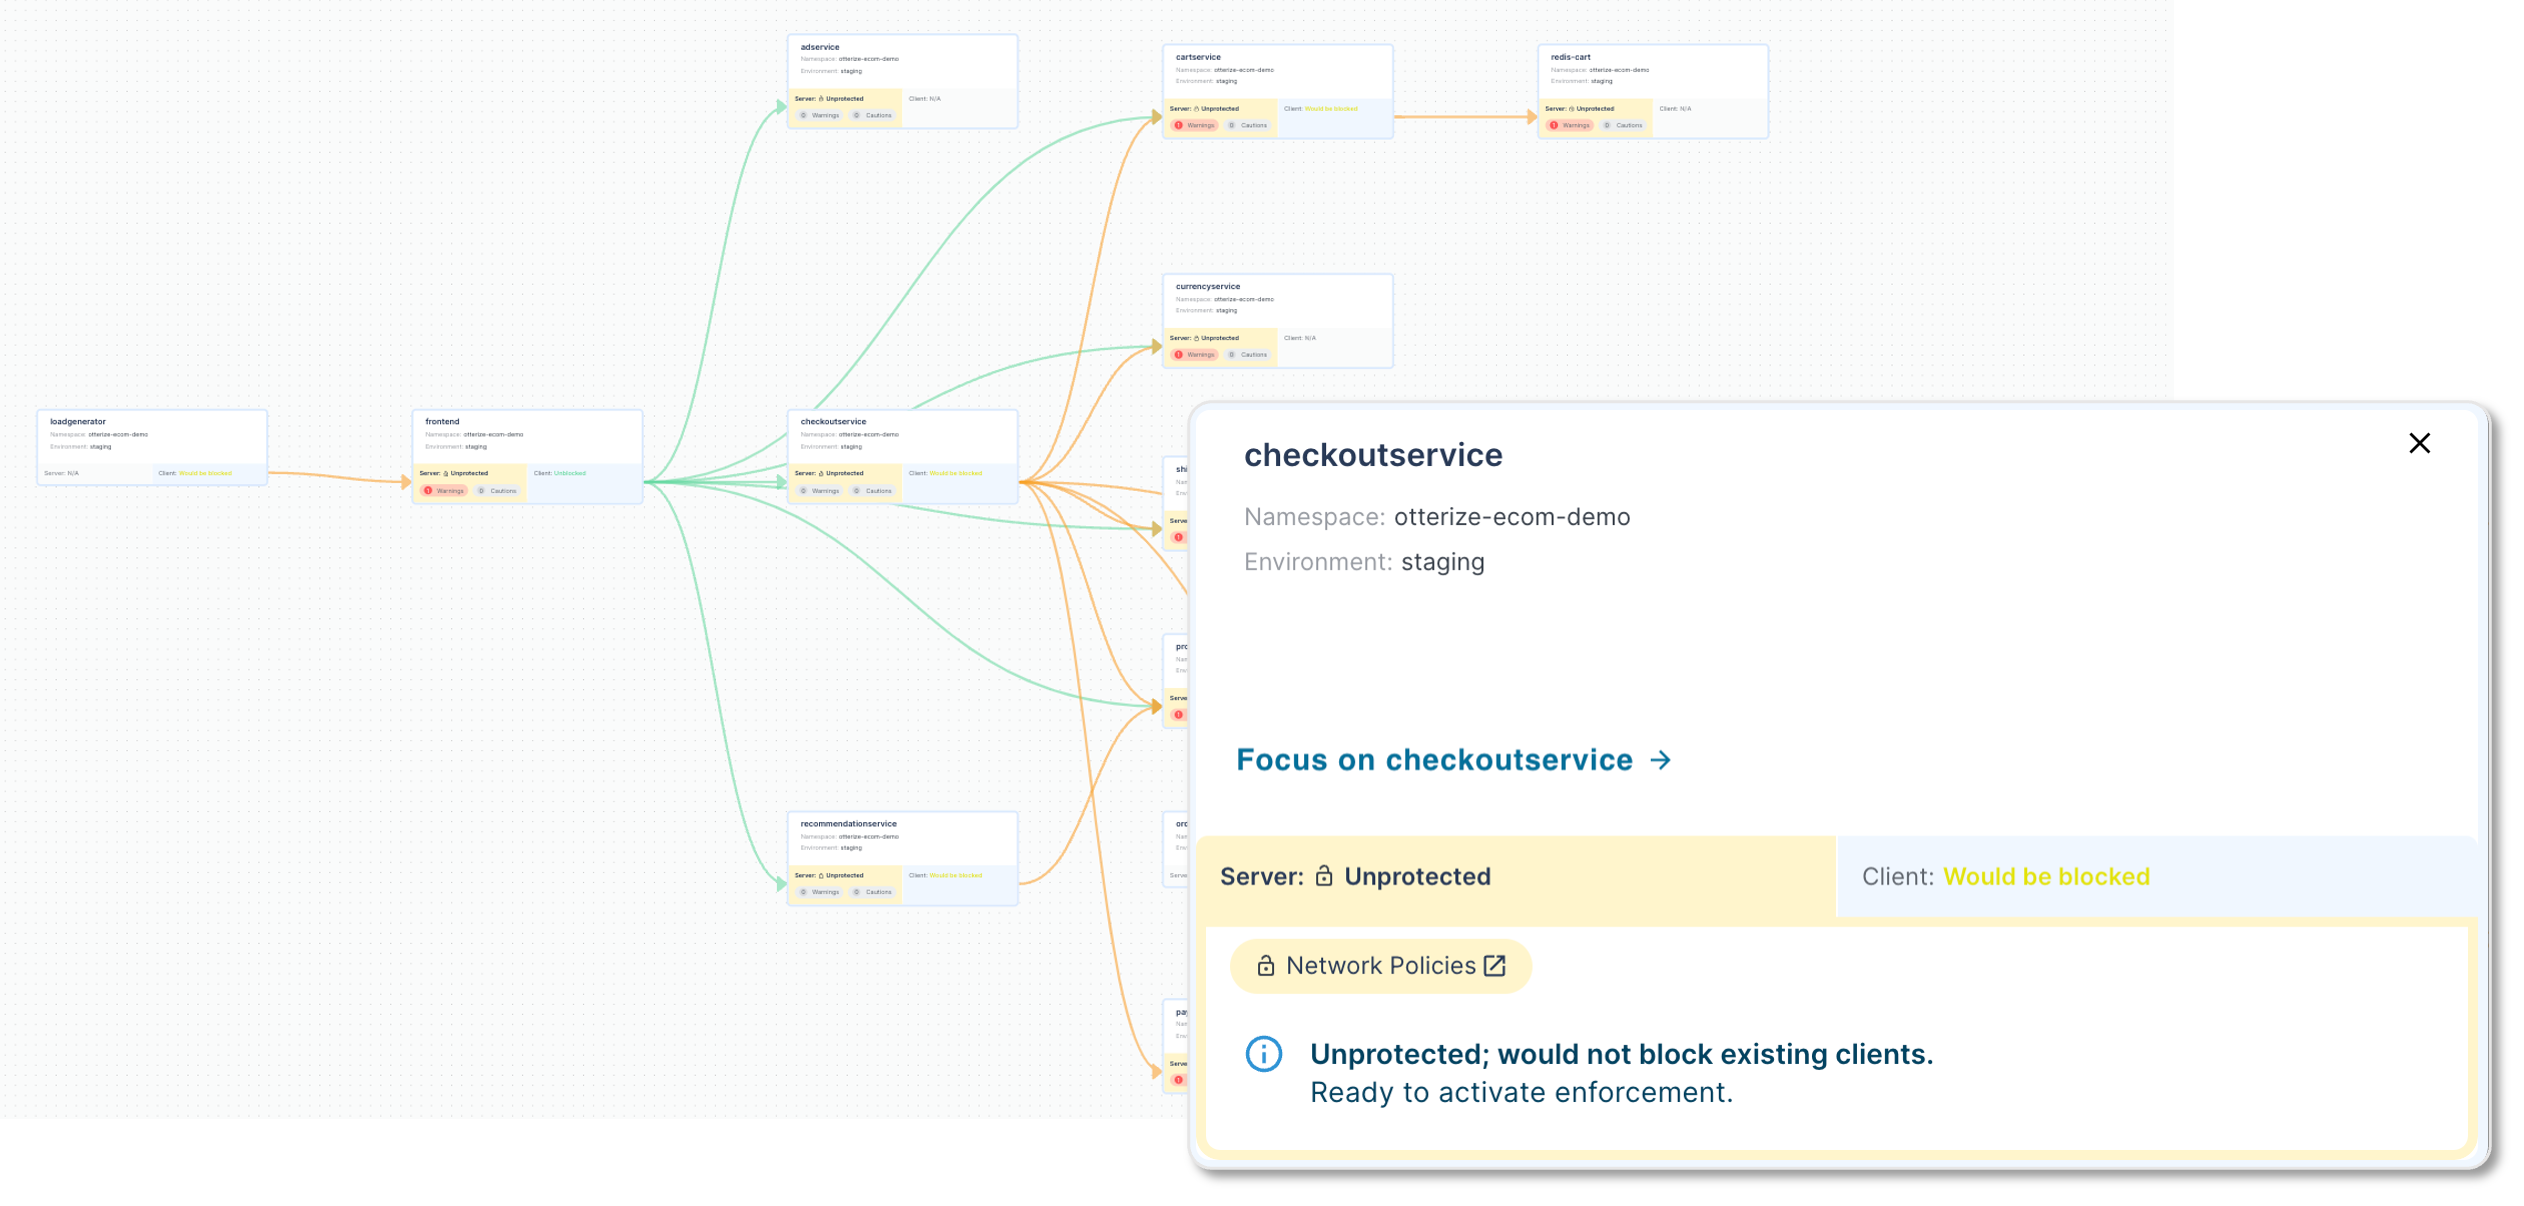 adservice
Namespace: otterize-ecom-demo
Environment: staging
Server: Unprotected
Client: N/A
0 Warnings 0 Cautions
cartservice
Namespace: otterize-ecom-demo
Environment: staging
Server: Unprotected
Client: Would be blocked
! Warnings 0 Cautions
redis-cart
Namespace: otterize-ecom-demo
Environment: staging
Server: Unprotected
Client: N/A
! Warnings 0 Cautions
currencyservice
Namespace: otterize-ecom-demo
Environment: staging
Server: Unprotected
Client: N/A
! Warnings 0 Cautions
loadgenerator
Namespace: otterize-ecom-demo
Environment: staging
Server: N/A
Client: Would be blocked
frontend
Namespace: otterize-ecom-demo
Environment: staging
Server: Unprotected
Client: Unblocked
! Warnings 0 Cautions
checkoutservice
Namespace: otterize-ecom-demo
Environment: staging
Server: Unprotected
Client: Would be blocked
0 Warnings 0 Cautions
recommendationservice
Namespace: otterize-ecom-demo
Environment: staging
Server: Unprotected
Client: Would be blocked
0 Warnings 0 Cautions
checkoutservice
Namespace: otterize-ecom-demo
Environment: staging
Focus on checkoutservice →
Server: Unprotected
Client: Would be blocked
Network Policies
Unprotected; would not block existing clients.
Ready to activate enforcement.